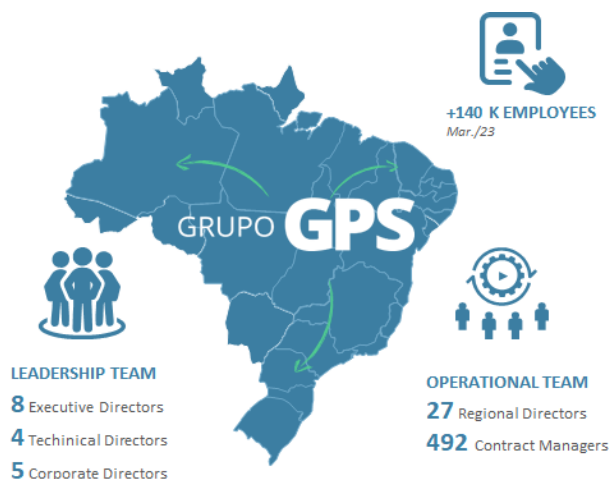 +140 K EMPLOYEES
Mar./23
GRUPO GPS
LEADERSHIP TEAM
8 Executive Directors
4 Techinical Directors
5 Corporate Directors
OPERATIONAL TEAM
27 Regional Directors
492 Contract Managers